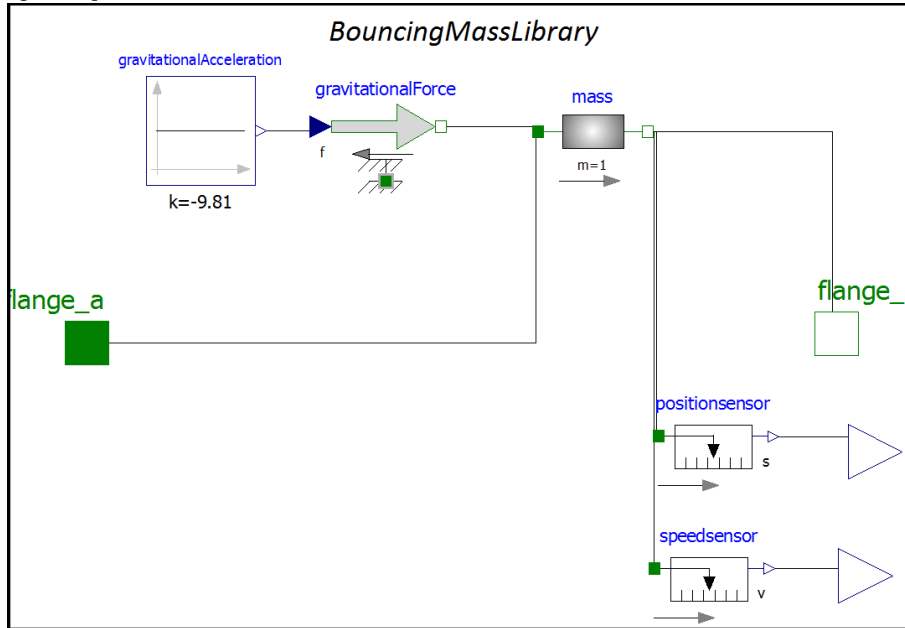 BouncingMassLibrary
gravitationalAcceleration
gravitationalForce
mass
f
m=1
k=-9.81
flange_a
flange_
positionsensor
s
speedsensor
v